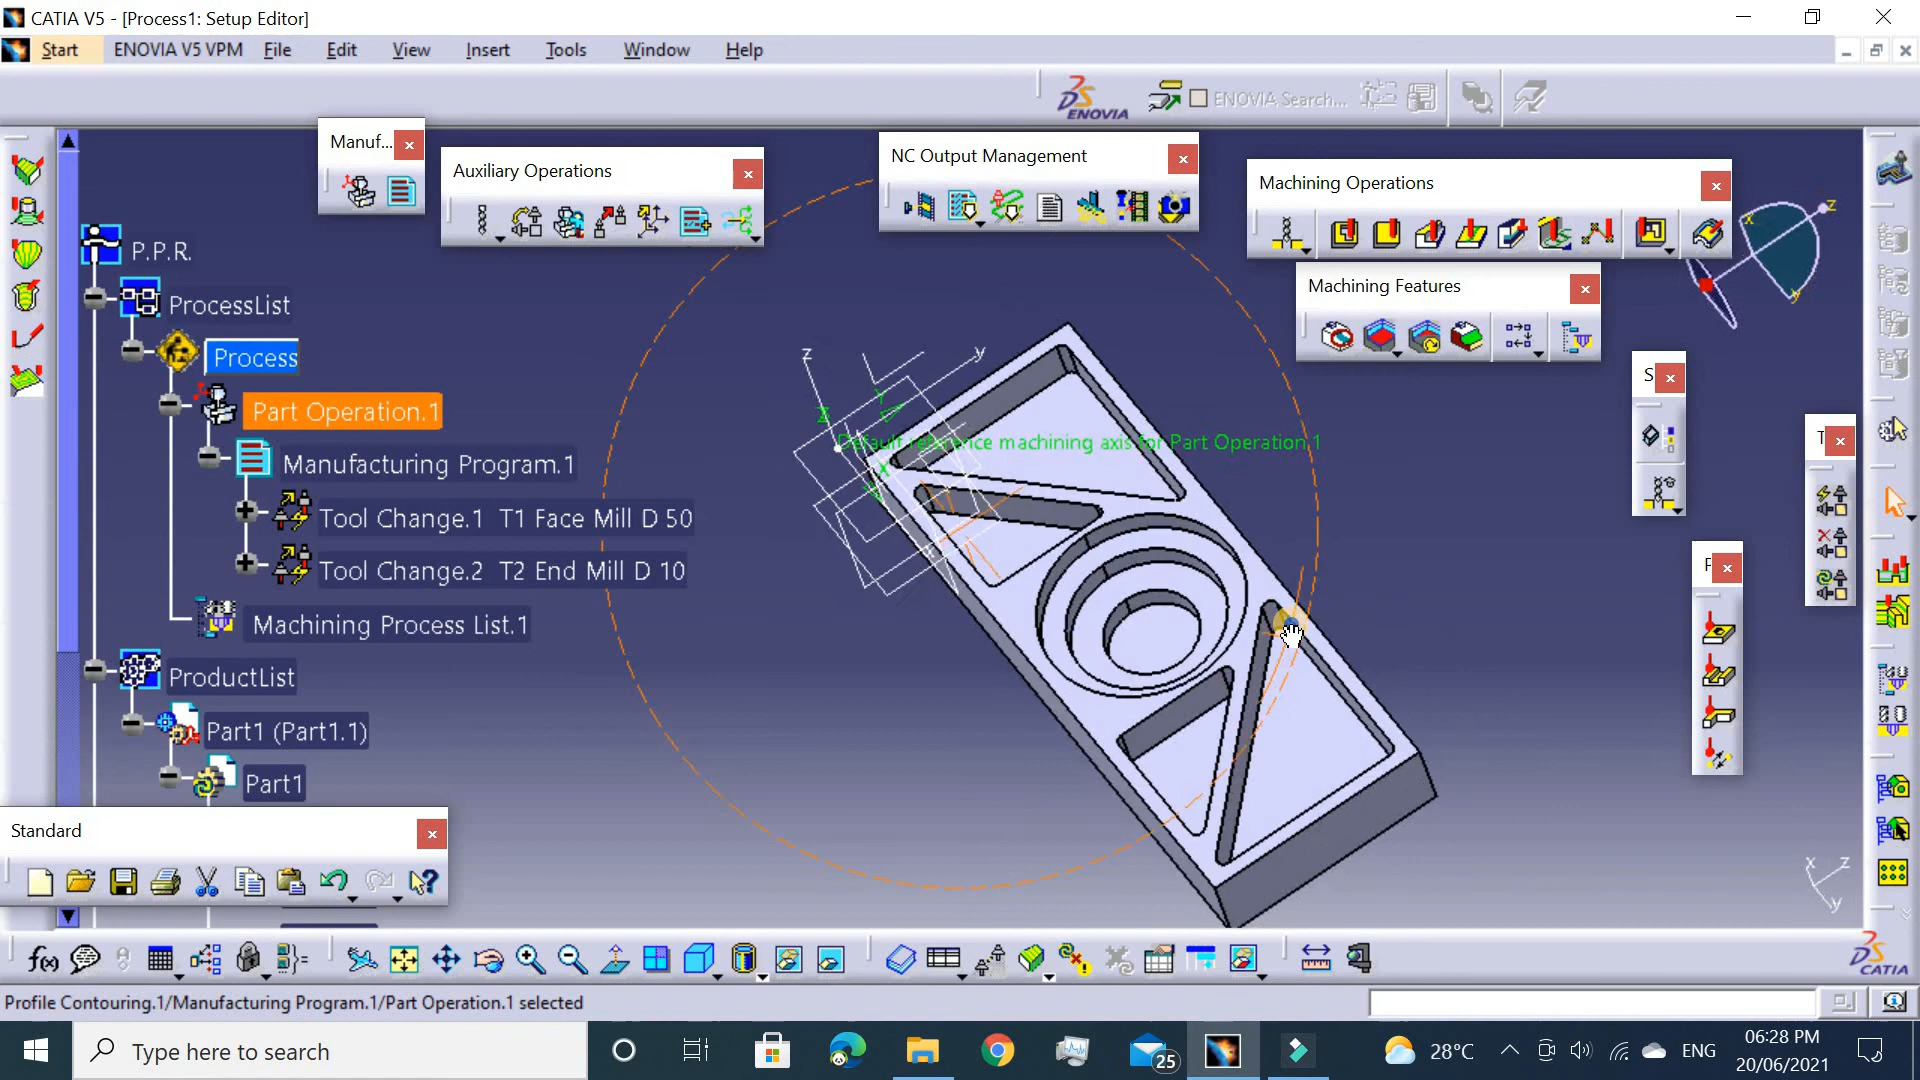 CATIA V5 - [Process1: Setup Editor]
Start ENOVIA V5 VPM File Edit View Insert Tools Window Help
ENOVIA
ENOVIA Search...
Manuf...
Auxiliary Operations
NC Output Management
Machining Operations
Machining Features
S
T
F
P.P.R.
ProcessList
Process
Part Operation.1
Manufacturing Program.1
Tool Change.1 T1 Face Mill D 50
Tool Change.2 T2 End Mill D 10
Machining Process List.1
ProductList
Part1 (Part1.1)
Part1
z
y
Z
Y
X
Default reference machining axis for Part Operation.1
x
z
y
x z
y
Standard
f(x)
CATIA
Profile Contouring.1/Manufacturing Program.1/Part Operation.1 selected
Type here to search
25
28°C
ENG
06:28 PM
20/06/2021